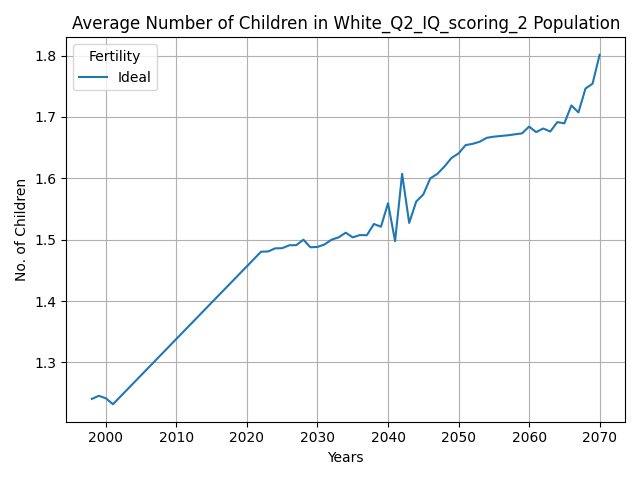 Average Number of Children in White_Q2_IQ_scoring_2 Population
Fertility
Ideal
No. of Children
1.8
1.7
1.6
1.5
1.4
1.3
2000 2010 2020 2030 2040 2050 2060 2070
Years